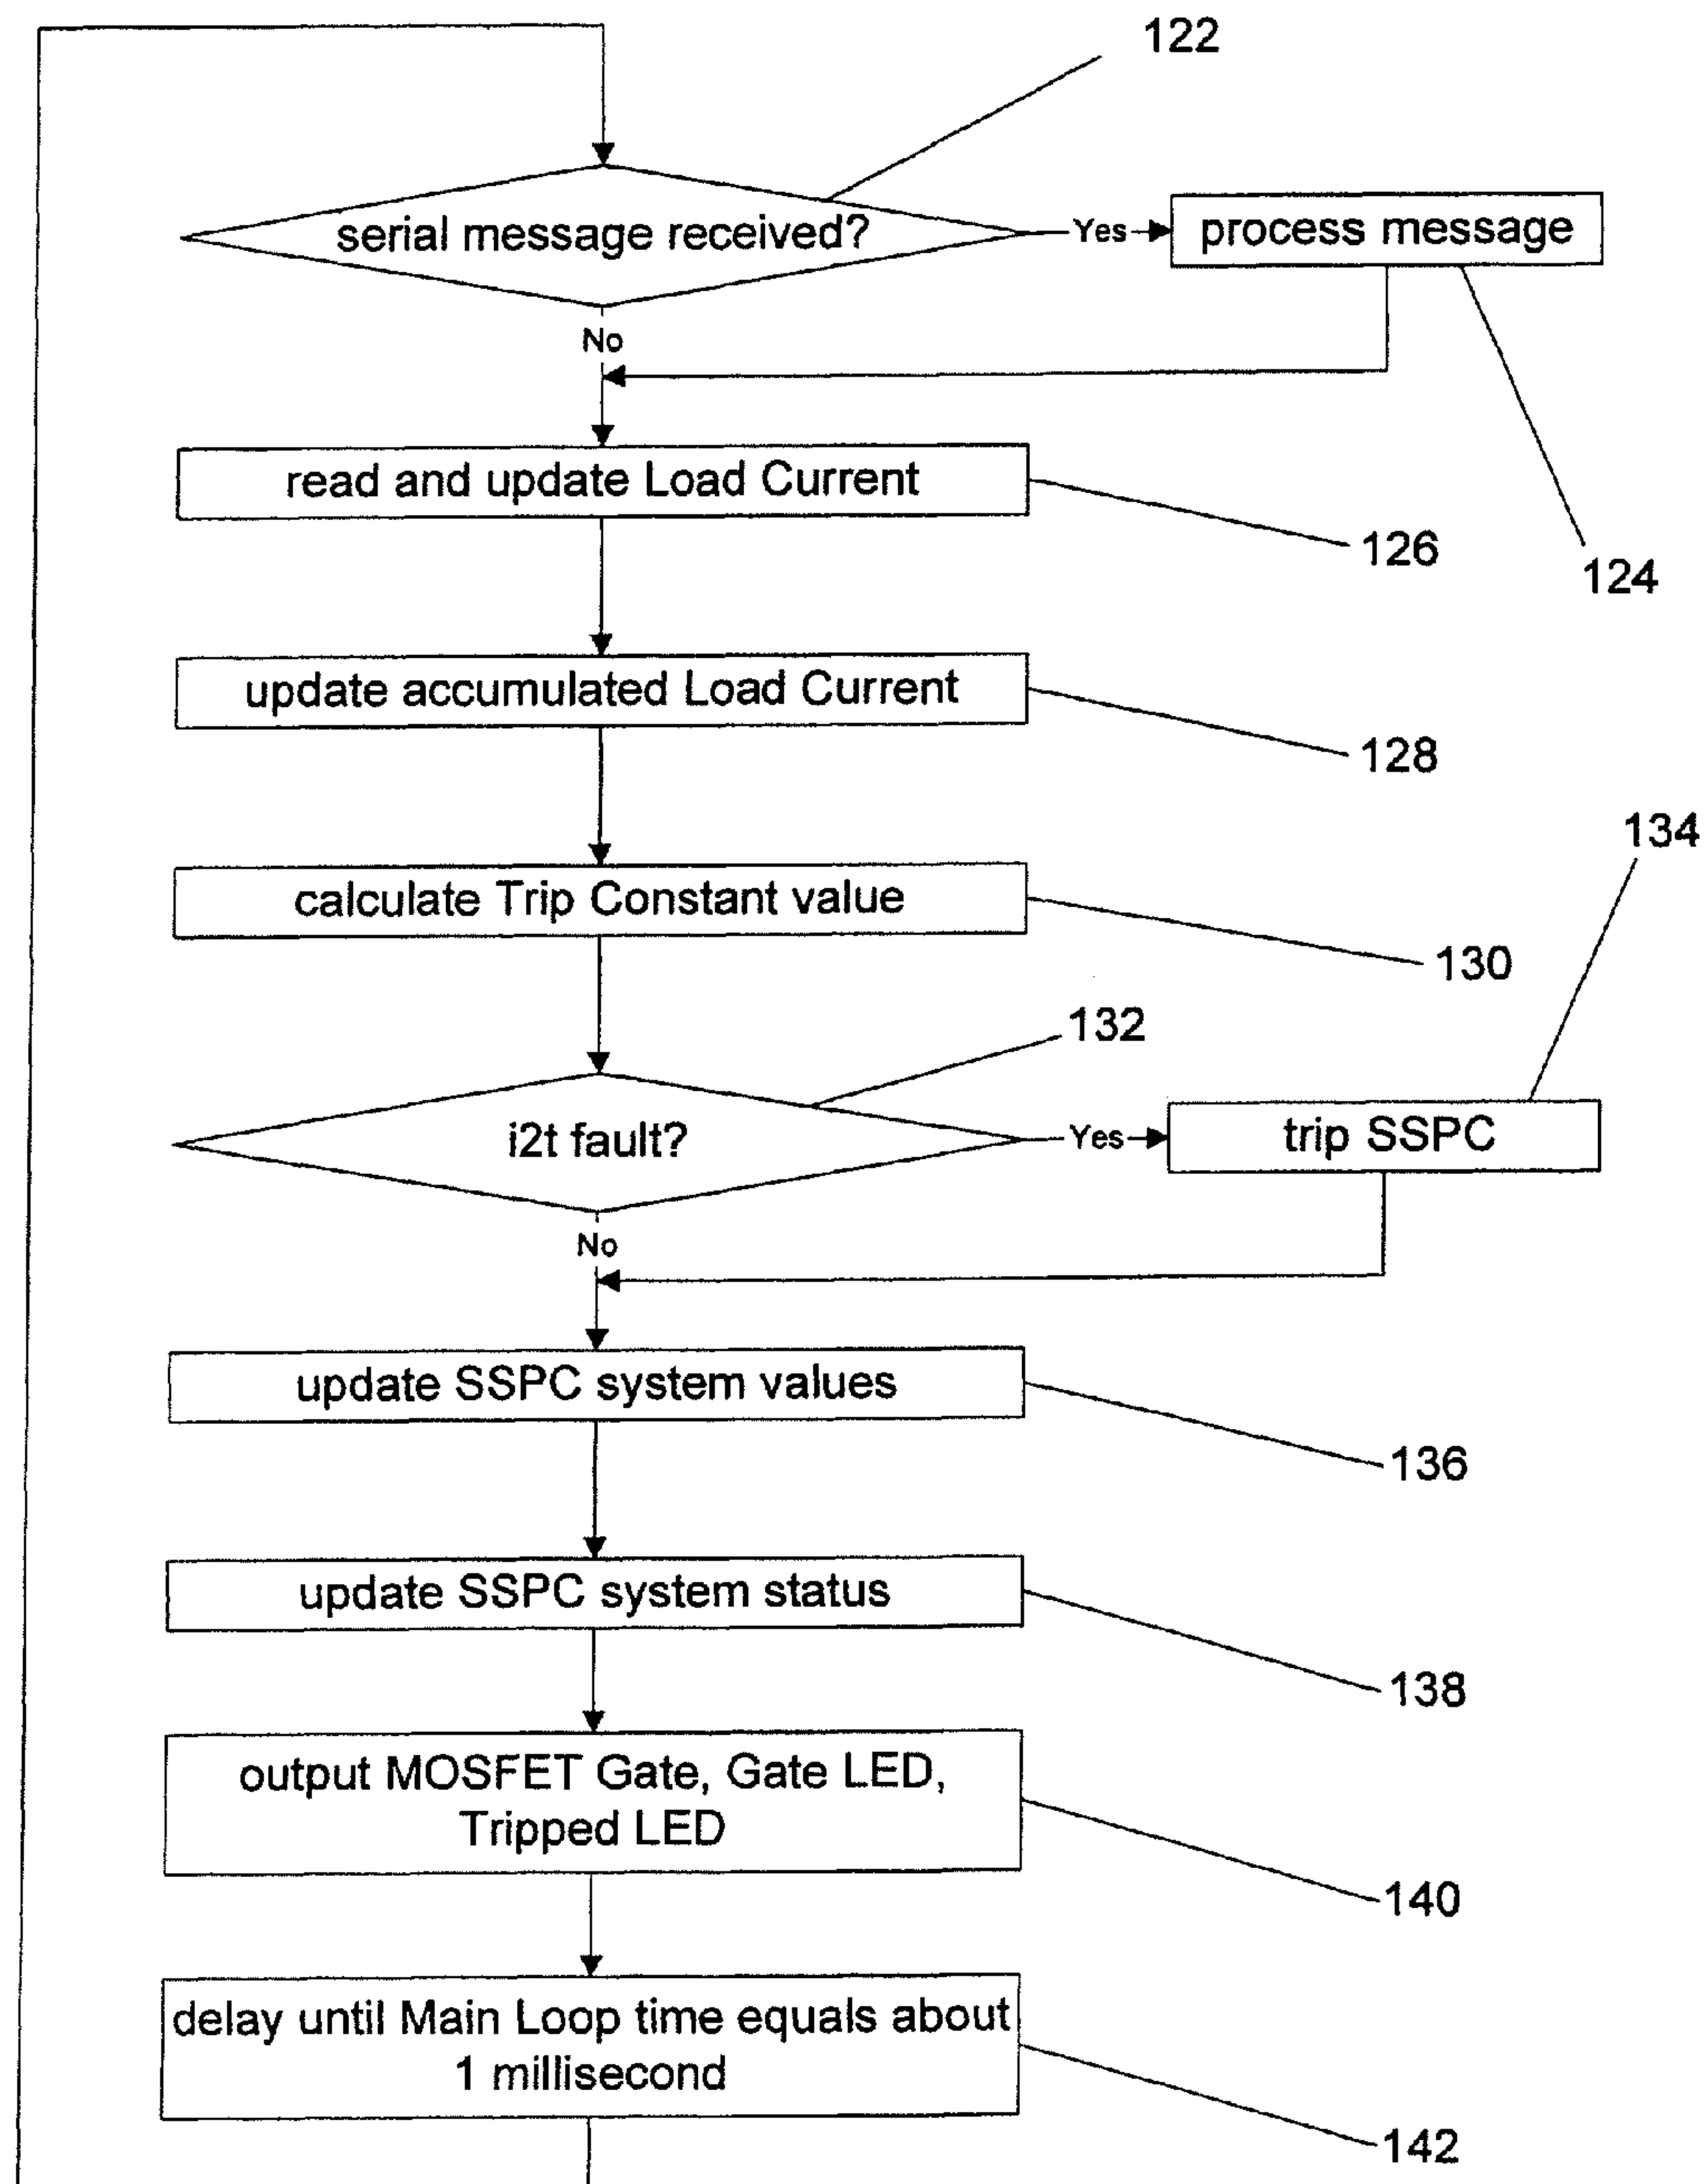 122
serial message received?
Yes
process message
No
read and update Load Current
126
124
update accumulated Load Current
128
134
calculate Trip Constant value
130
132
i2t fault?
Yes
trip SSPC
No
update SSPC system values
136
update SSPC system status
138
output MOSFET Gate, Gate LED,
Tripped LED
140
delay until Main Loop time equals about
1 millisecond
142